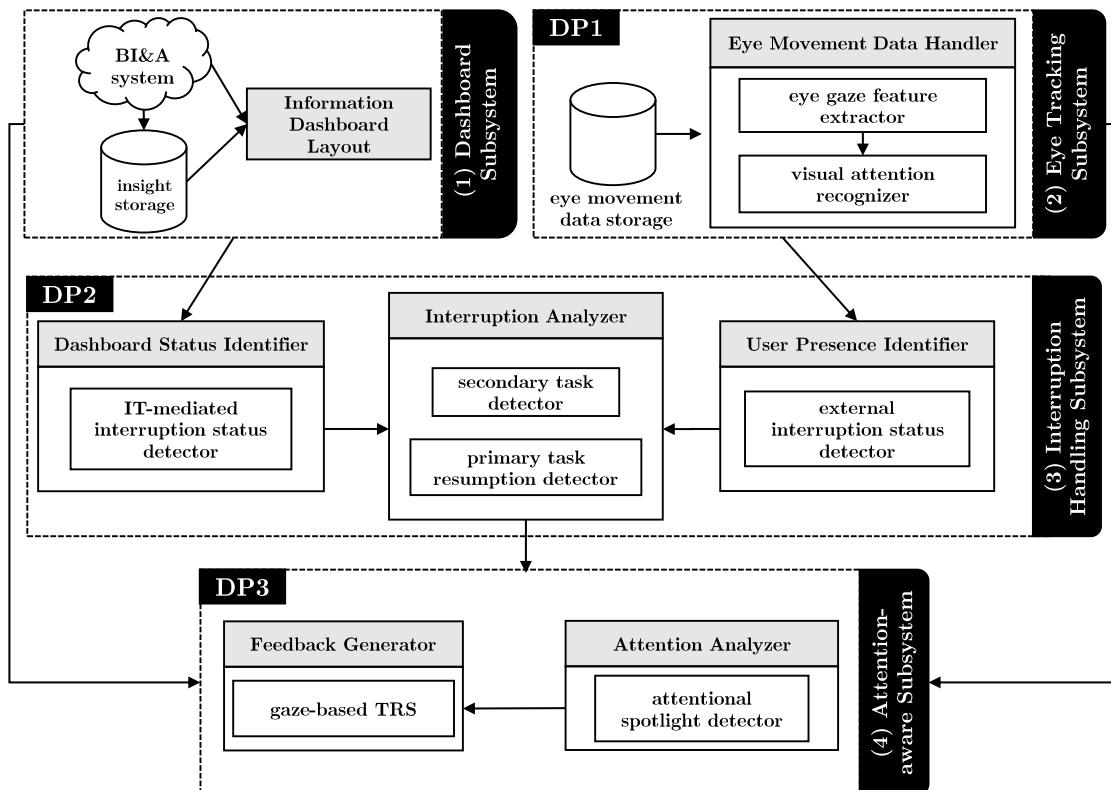 BI&A
system
insight
storage
Information
Dashboard
Layout
(1) Dashboard
Subsystem
DP1
eye movement
data storage
Eye Movement Data Handler
eye gaze feature
extractor
visual attention
recognizer
(2) Eye Tracking
Subsystem
DP2
Dashboard Status Identifier
IT-mediated
interruption status
detector
Interruption Analyzer
secondary task
detector
primary task
resumption detector
User Presence Identifier
external
interruption status
detector
(3) Interruption
Handling Subsystem
DP3
Feedback Generator
gaze-based TRS
Attention Analyzer
attentional
spotlight detector
(4) Attention-
aware Subsystem